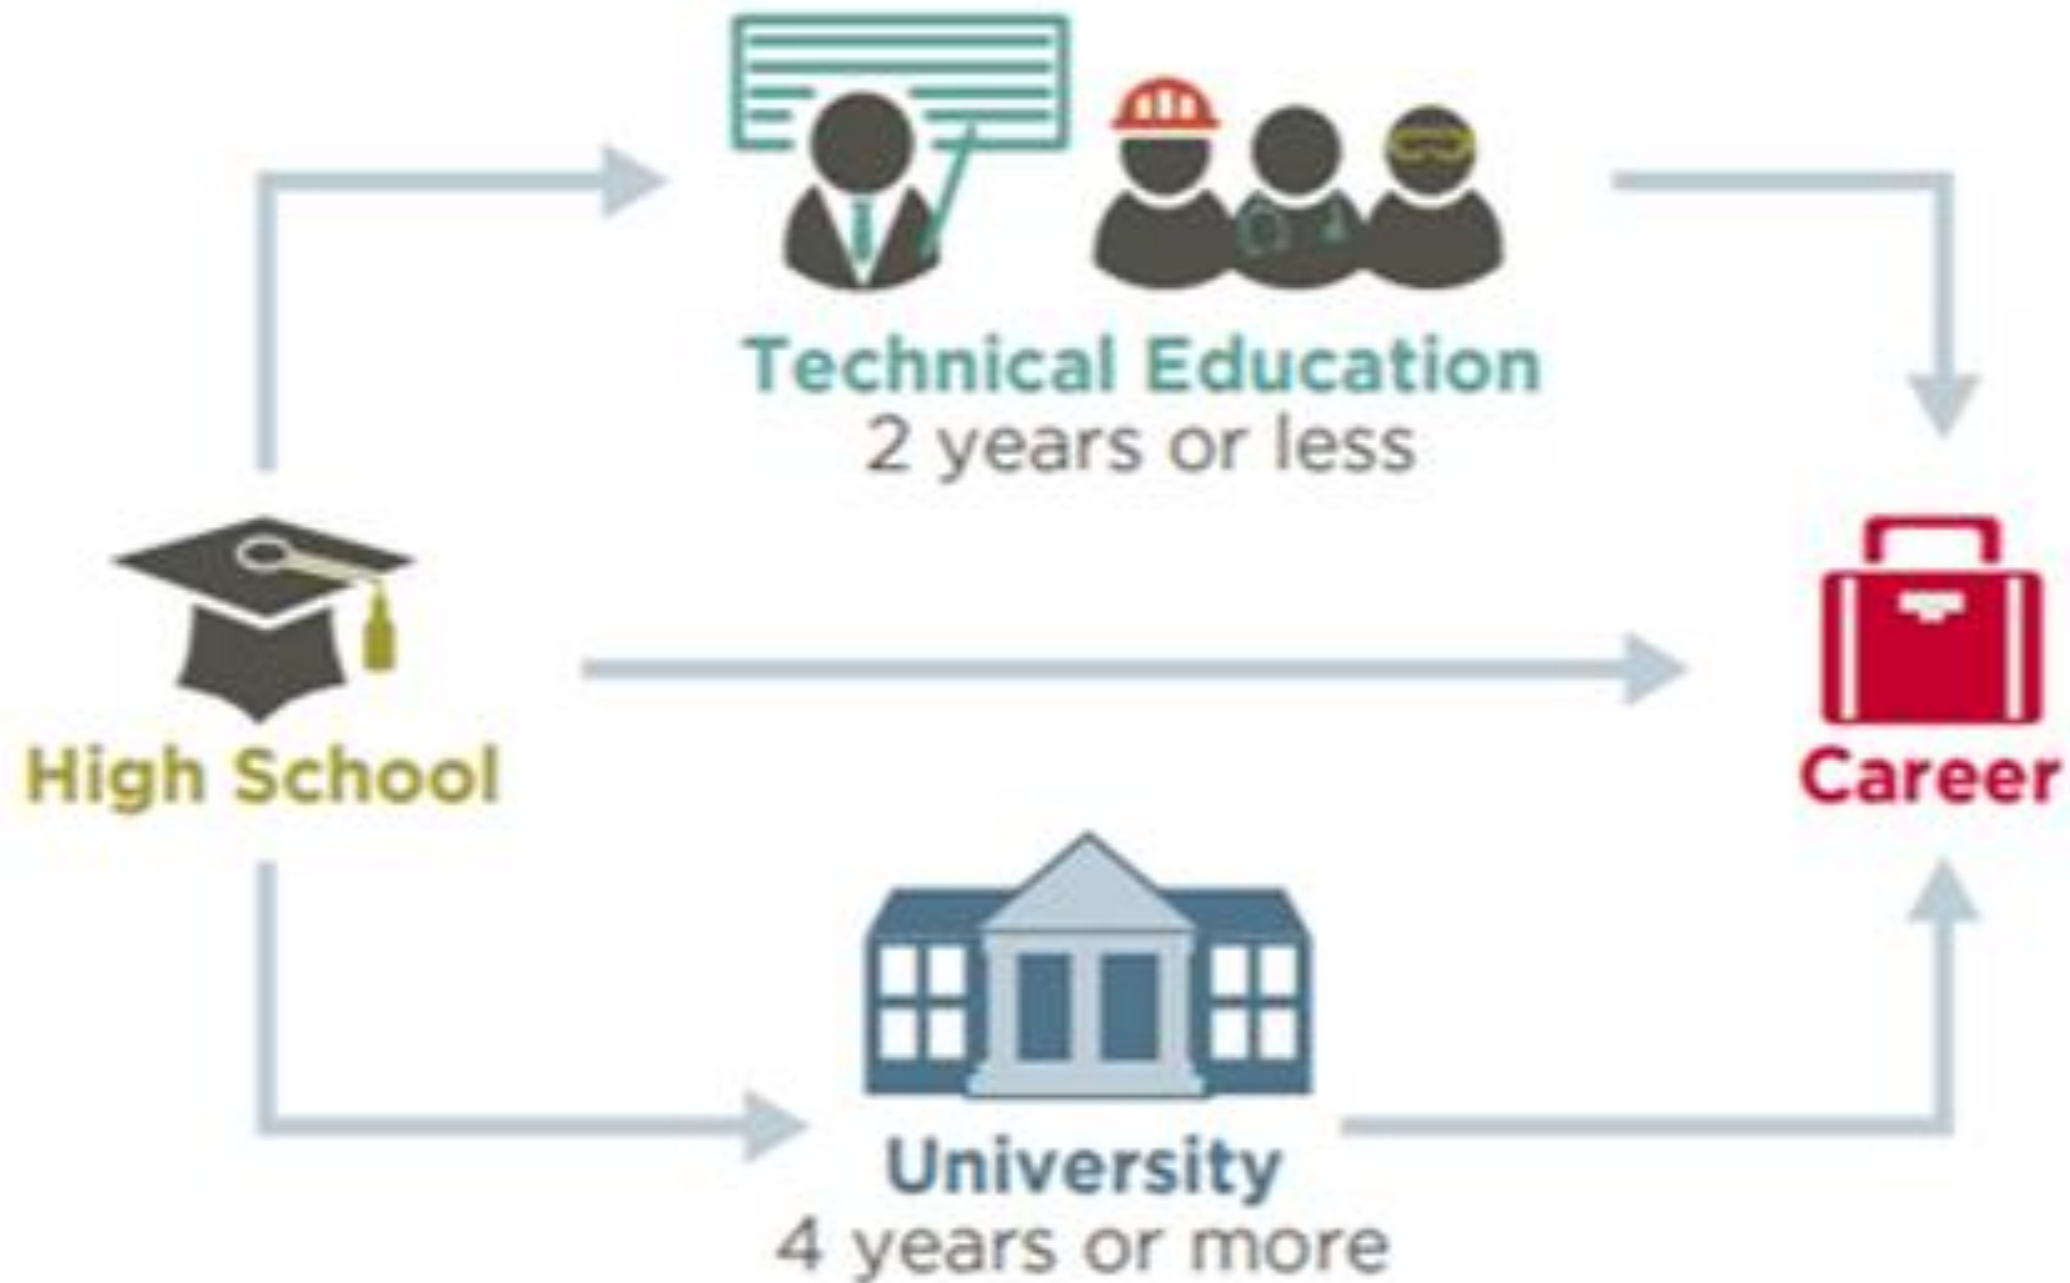 Technical Education
2 years or less
High School
Career
University
4 years or more